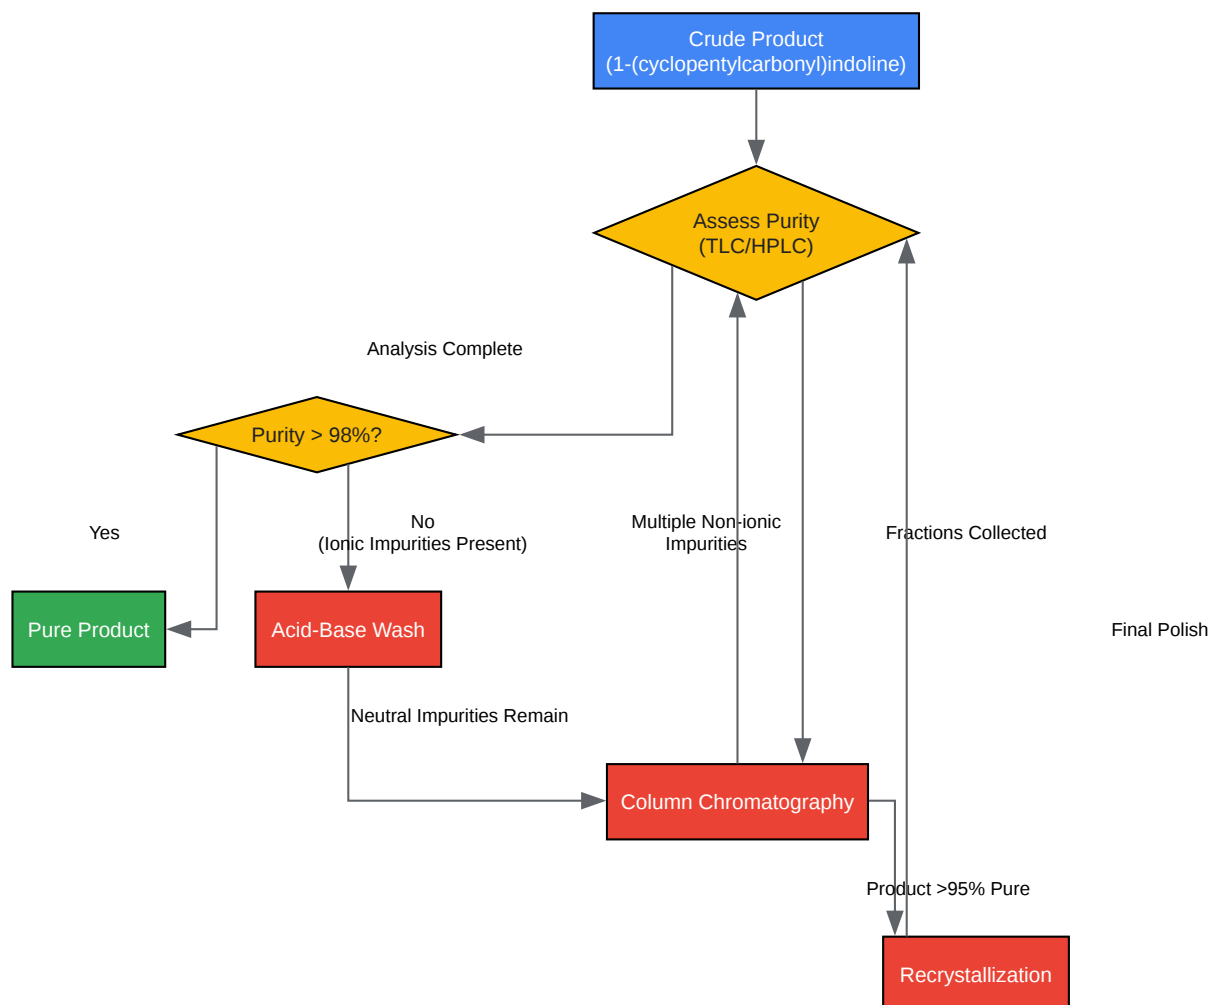 Crude Product
(1-(cyclopentylcarbonyl)indoline)
Assess Purity
(TLC/HPLC)
Analysis Complete
Purity > 98%?
Yes
No
(Ionic Impurities Present)
Multiple Non-ionic
Impurities
Fractions Collected
Pure Product
Acid-Base Wash
Final Polish
Neutral Impurities Remain
Column Chromatography
Product >95% Pure
Recrystallization